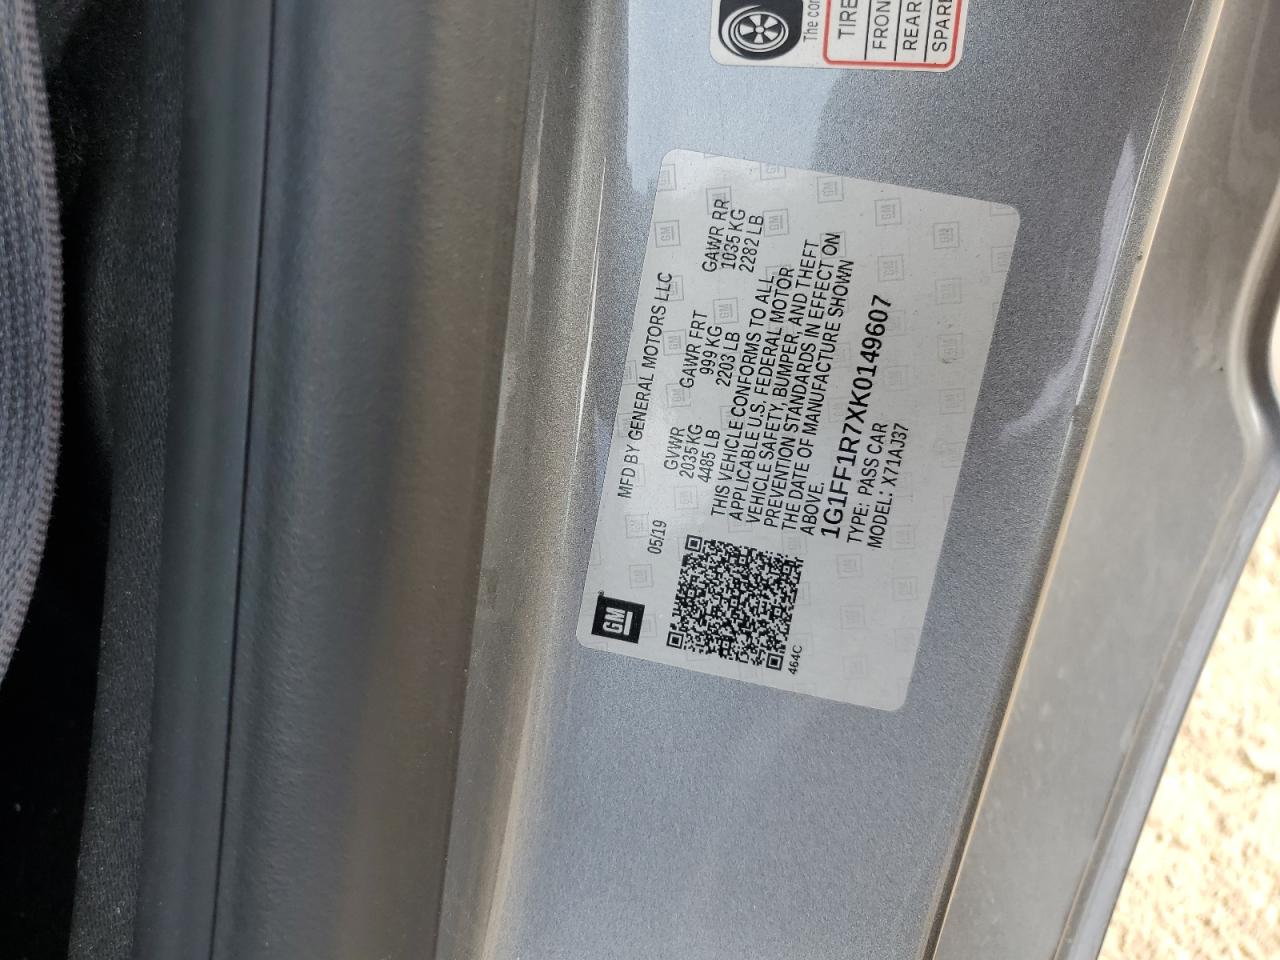 GM
MFD BY GENERAL MOTORS LLC
05/19
GVWR GAWR FRT GAWR RR
2035 KG 999 KG 1035 KG
4485 LB 2203 LB 2282 LB
THIS VEHICLE CONFORMS TO ALL
APPLICABLE U.S. FEDERAL MOTOR
VEHICLE SAFETY, BUMPER, AND THEFT
PREVENTION STANDARDS IN EFFECT ON
THE DATE OF MANUFACTURE SHOWN
ABOVE.
1G1FF1R7XK0149607
TYPE: PASS CAR
MODEL: X71AJ37
464C
The
TIRE
REAR